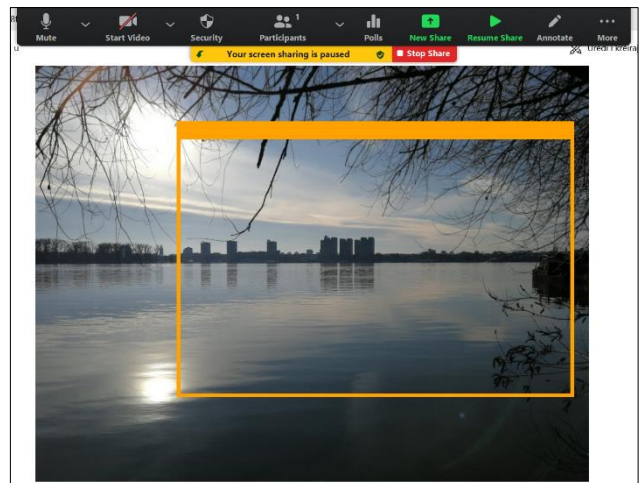 1
Mute Start Video Security Participants Polls New Share Resume Share Annotate More
Your screen sharing is paused Stop Share
u Uredi i kreira